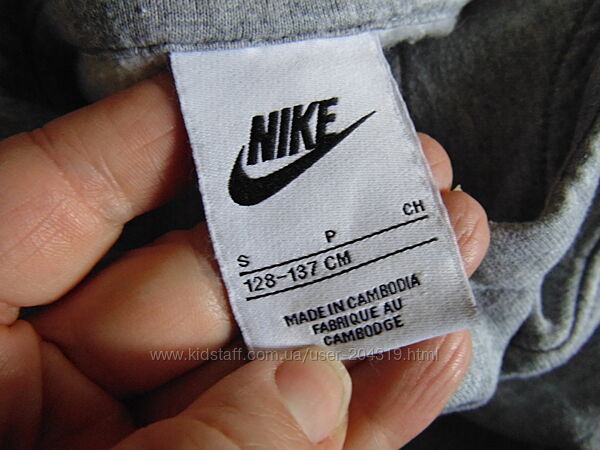 NIKE
S P CH
128-137 CM
MADE IN CAMBODIA
FABRIQUE AU
CAMBODGE
www.kidstaff.com.ua/user-204319.html